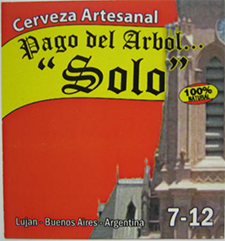 Cerveza Artesanal
Pago del Arbol...
"Solo"
100%
NATURAL
Lujan - Buenos Aires - Argentina
7-12